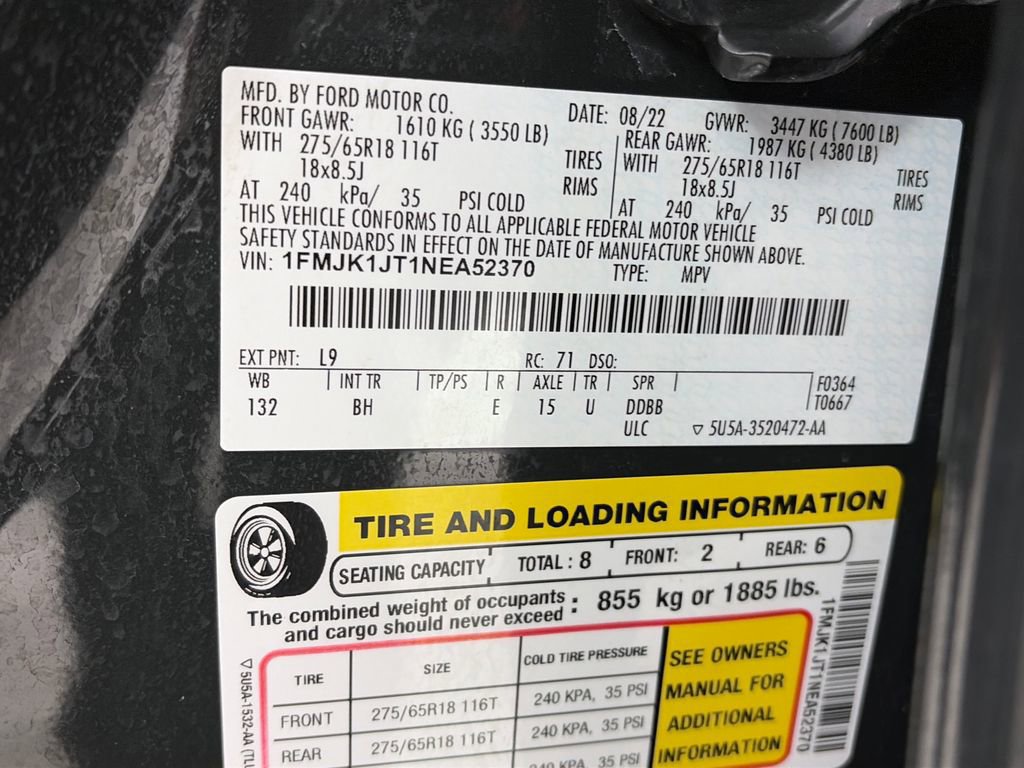 MFD. BY FORD MOTOR CO. DATE: 08/22 GVWR: 3447 KG ( 7600 LB)
FRONT GAWR: 1610 KG ( 3550 LB) REAR GAWR: 1987 KG ( 4380 LB)
WITH 275/65R18 116T TIRES WITH 275/65R18 116T TIRES
18x8.5J RIMS 18x8.5J RIMS
AT 240 kPa/ 35 PSI COLD AT 240 kPa/ 35 PSI COLD
THIS VEHICLE CONFORMS TO ALL APPLICABLE FEDERAL MOTOR VEHICLE
SAFETY STANDARDS IN EFFECT ON THE DATE OF MANUFACTURE SHOWN ABOVE.
VIN: 1FMJK1JT1NEA52370 TYPE: MPV
EXT PNT: L9 RC: 71 DSO:
WB INT TR TP/PS R AXLE TR SPR F0364
132 BH E 15 U DDBB T0667
ULC 5U5A-3520472-AA
TIRE AND LOADING INFORMATION
SEATING CAPACITY TOTAL : 8 FRONT: 2 REAR: 6
The combined weight of occupants and cargo should never exceed : 855 kg or 1885 lbs.
TIRE SIZE COLD TIRE PRESSURE
FRONT 275/65R18 116T 240 KPA, 35 PSI
REAR 275/65R18 116T 240 KPA, 35 PSI
240 KPA, 35 PSI
SEE OWNERS
MANUAL FOR
ADDITIONAL
INFORMATION
1FMJK1JT1NEA52370
5U5A-1532-AA